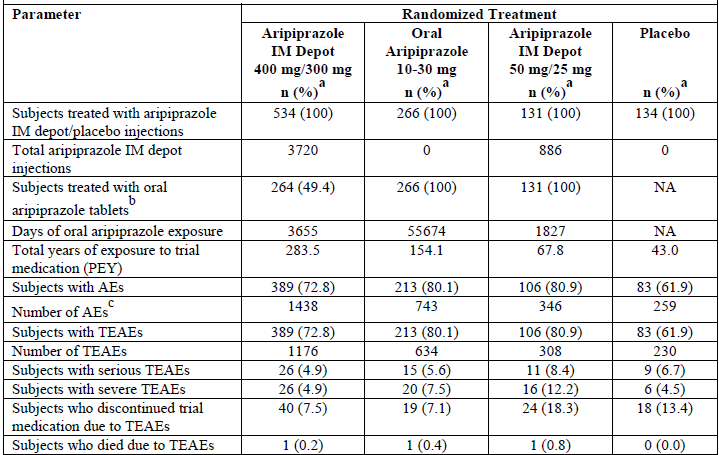 Parameter Randomized Treatment
Aripiprazole Oral Aripiprazole Placebo
IM Depot Aripiprazole IM Depot
400 mg/300 mg 10-30 mg 50 mg/25 mg
n (%)a n (%)a n (%)a n (%)a
Subjects treated with aripiprazole 534 (100) 266 (100) 131 (100) 134 (100)
IM depot/placebo injections
Total aripiprazole IM depot 3720 0 886 0
injections
Subjects treated with oral 264 (49.4) 266 (100) 131 (100) NA
aripiprazole tabletsb
Days of oral aripiprazole exposure 3655 55674 1827 NA
Total years of exposure to trial 283.5 154.1 67.8 43.0
medication (PEY)
Subjects with AEs 389 (72.8) 213 (80.1) 106 (80.9) 83 (61.9)
Number of AEsc 1438 743 346 259
Subjects with TEAEs 389 (72.8) 213 (80.1) 106 (80.9) 83 (61.9)
Number of TEAEs 1176 634 308 230
Subjects with serious TEAEs 26 (4.9) 15 (5.6) 11 (8.4) 9 (6.7)
Subjects with severe TEAEs 26 (4.9) 20 (7.5) 16 (12.2) 6 (4.5)
Subjects who discontinued trial 40 (7.5) 19 (7.1) 24 (18.3) 18 (13.4)
medication due to TEAEs
Subjects who died due to TEAEs 1 (0.2) 1 (0.4) 1 (0.8) 0 (0.0)